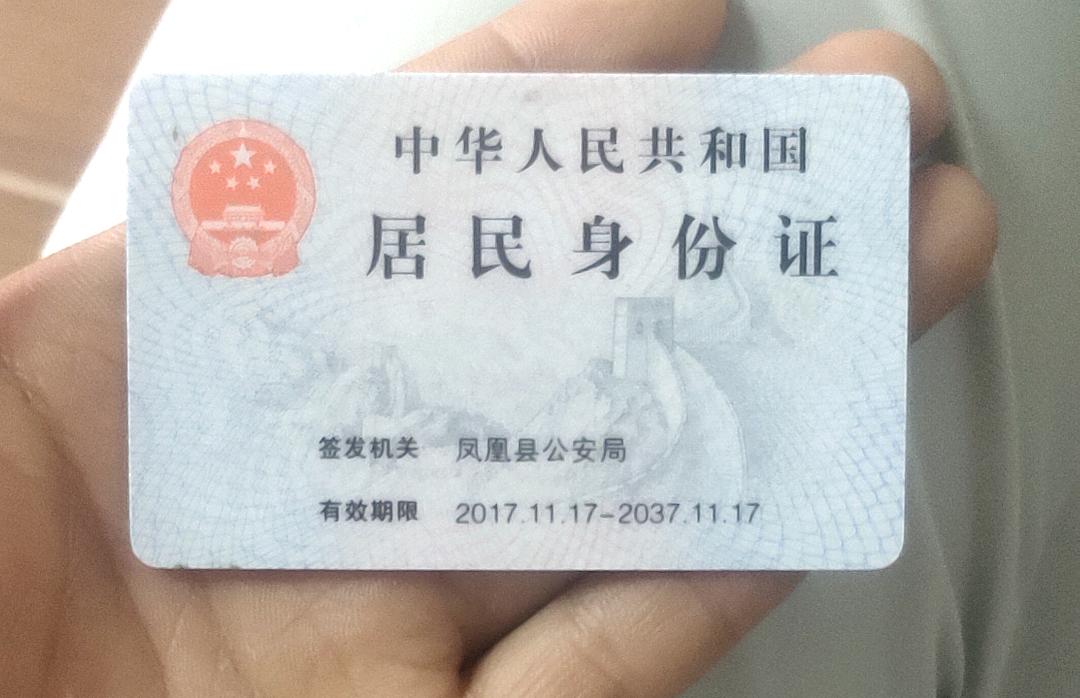 中华人民共和国
居民身份证
签发机关 凤凰县公安局
有效期限 2017.11.17-2037.11.17